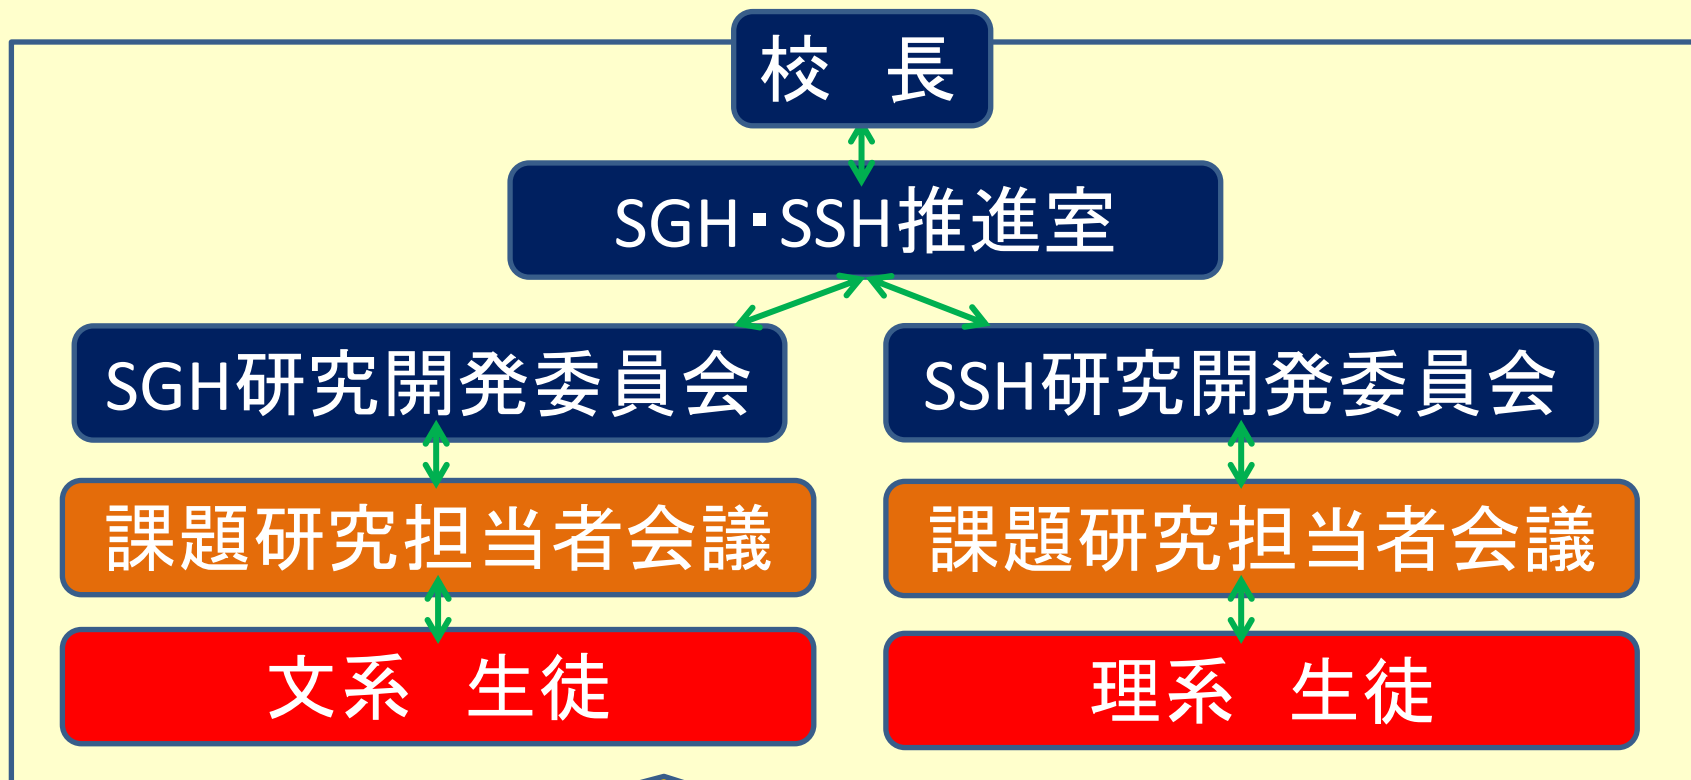 校　長
SGH・SSH推進室
SGH研究開発委員会
SSH研究開発委員会
課題研究担当者会議
課題研究担当者会議
文系　生徒
理系　生徒